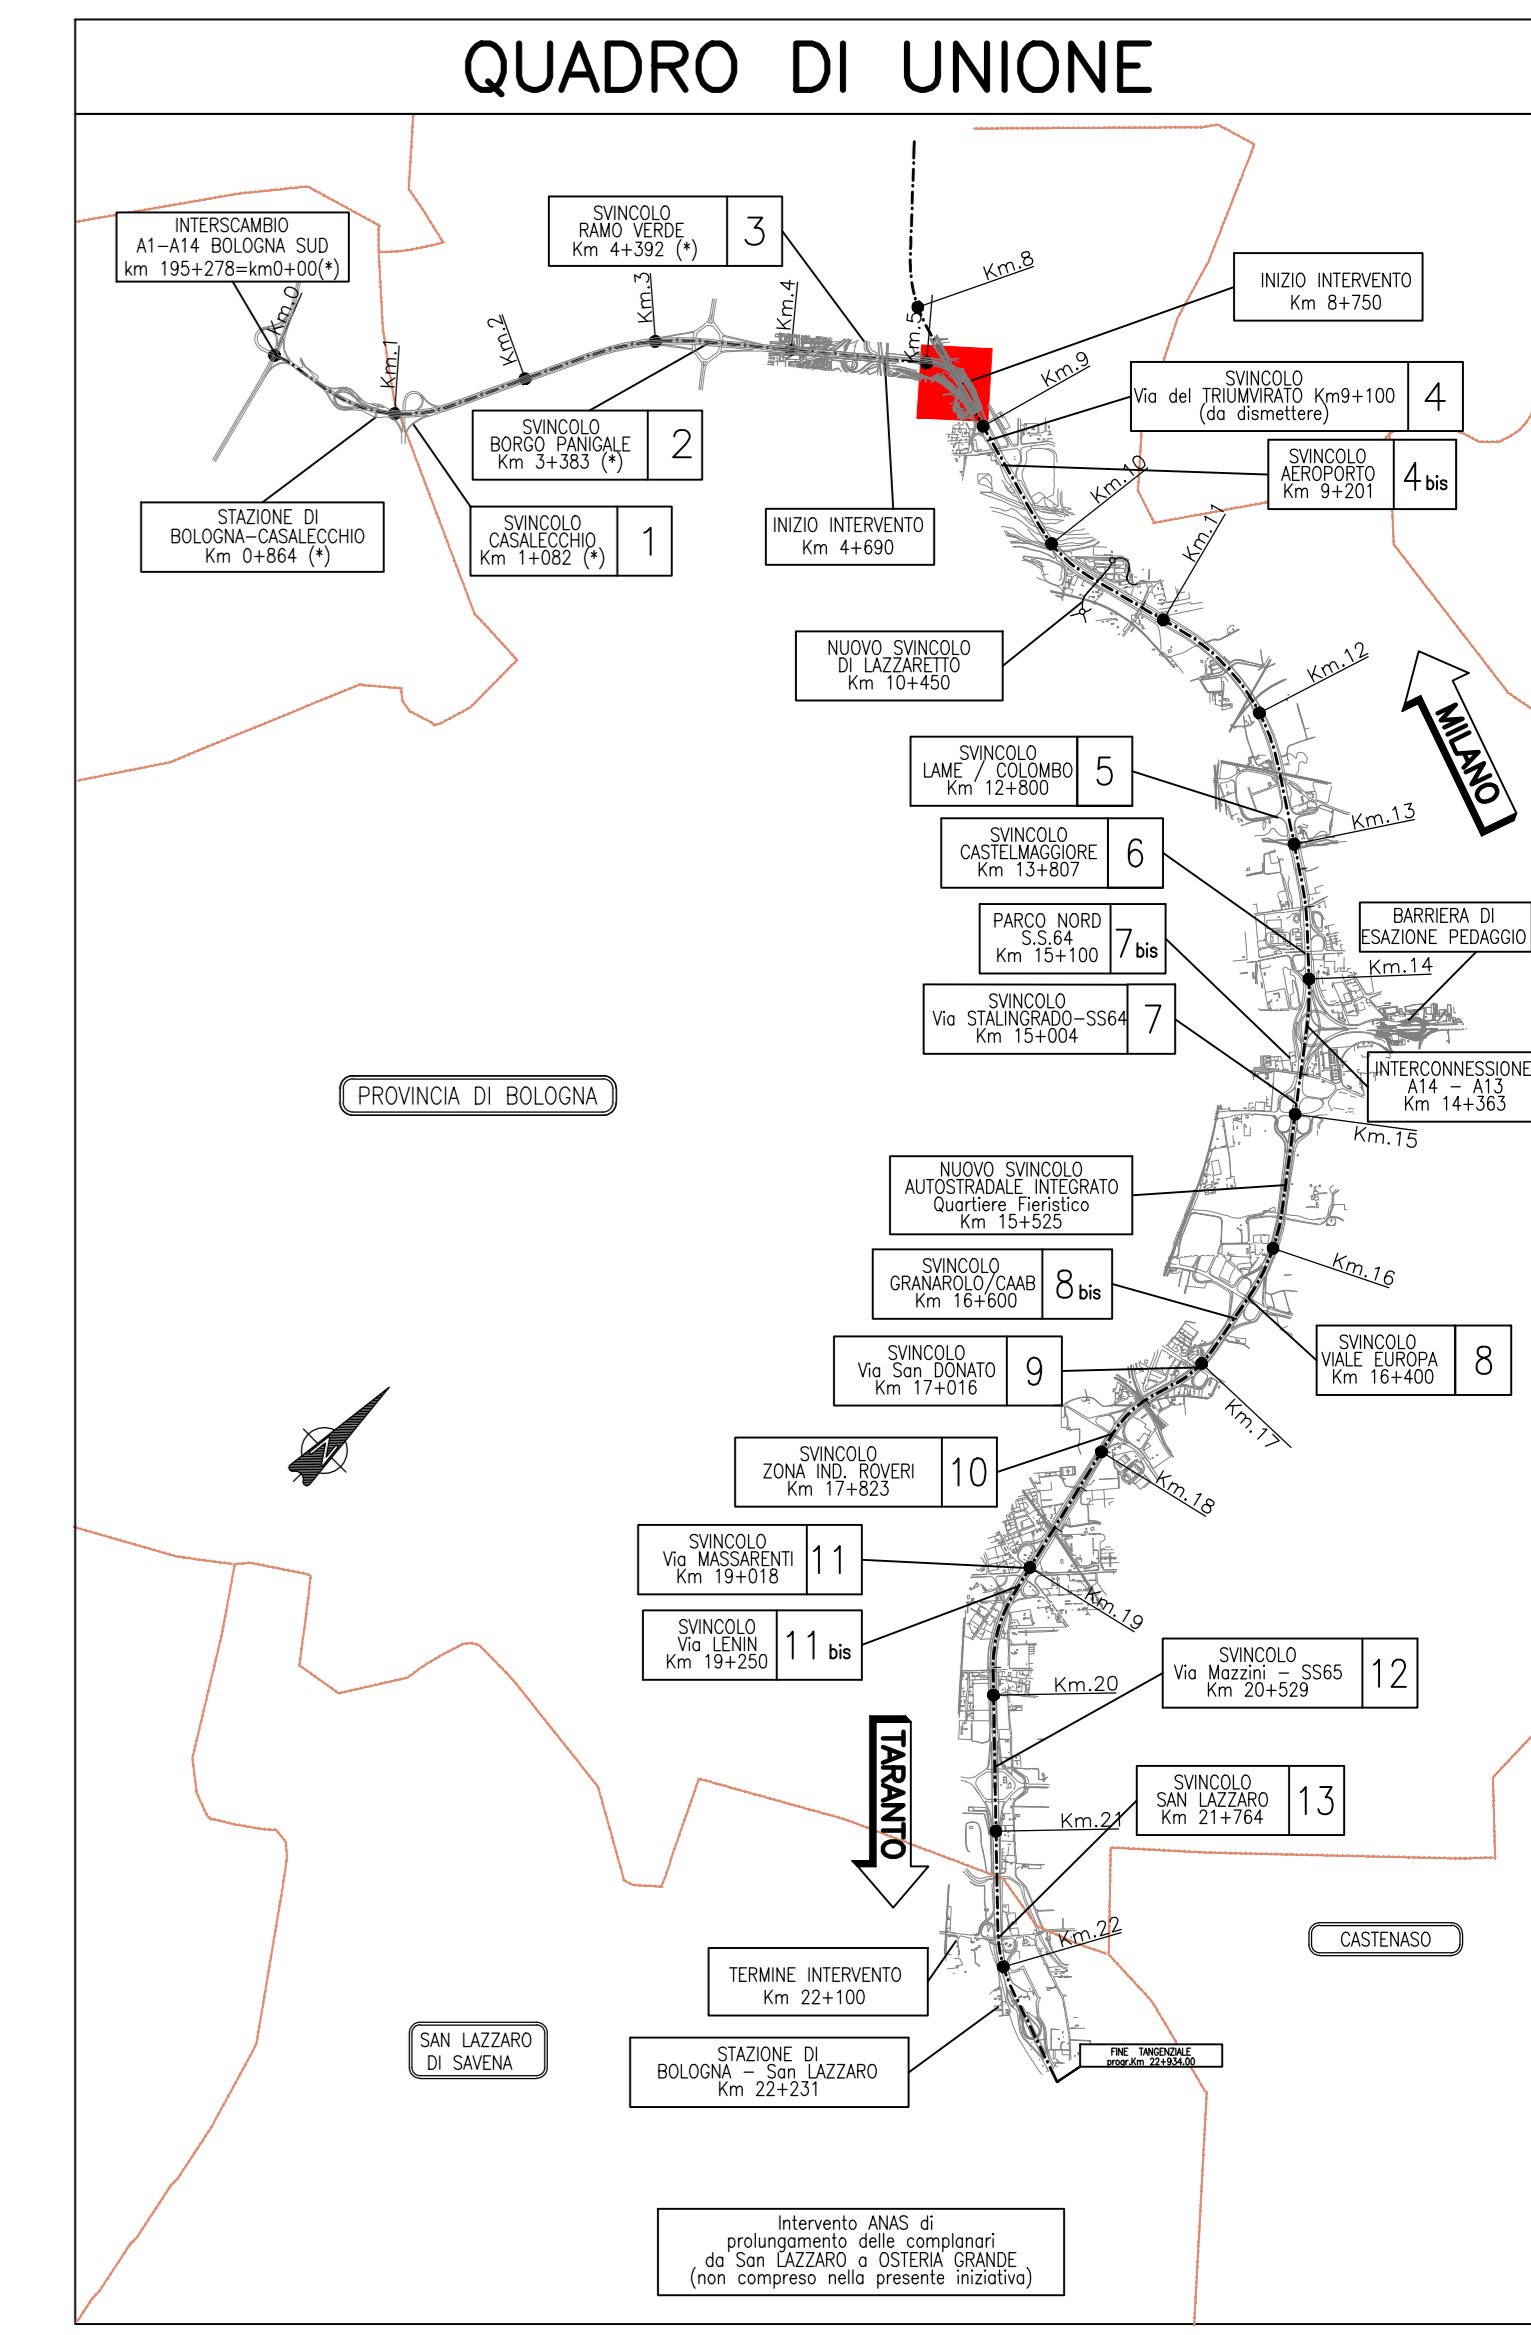 QUADRO DI UNIONE
INTERSCAMBIO
A1-A14 BOLOGNA SUD
km 195+278=km0+00(*)
SVINCOLO
RAMO VERDE
Km 4+392 (*)
3
Km.8
INIZIO INTERVENTO
Km 8+750
Km.0
Km.1
Km.2
Km.3
Km.4
Km.5
Km.9
SVINCOLO
Via del TRIUMVIRATO Km9+100
(da dismettere)
4
SVINCOLO
BORGO PANIGALE
Km 3+383 (*)
2
SVINCOLO
AEROPORTO
Km 9+201
4 bis
Km.10
STAZIONE DI
BOLOGNA-CASALECCHIO
Km 0+864 (*)
SVINCOLO
CASALECCHIO
Km 1+082 (*)
1
INIZIO INTERVENTO
Km 4+690
Km.11
NUOVO SVINCOLO
DI LAZZARETTO
Km 10+450
Km.12
MILANO
SVINCOLO
LAME / COLOMBO
Km 12+800
5
Km.13
SVINCOLO
CASTELMAGGIORE
Km 13+807
6
PARCO NORD
S.S.64
Km 15+100
7 bis
BARRIERA DI
ESAZIONE PEDAGGIO
Km.14
SVINCOLO
Via STALINGRADO-SS64
Km 15+004
7
INTERCONNESSIONE
A14 - A13
Km 14+363
PROVINCIA DI BOLOGNA
Km.15
NUOVO SVINCOLO
AUTOSTRADALE INTEGRATO
Quartiere Fieristico
Km 15+525
Km.16
SVINCOLO
GRANAROLO/CAAB
Km 16+600
8 bis
SVINCOLO
VIALE EUROPA
Km 16+400
8
SVINCOLO
Via San DONATO
Km 17+016
9
Km.17
N
SVINCOLO
ZONA IND. ROVERI
Km 17+823
10
Km.18
SVINCOLO
Via MASSARENTI
Km 19+018
11
Km.19
SVINCOLO
Via LENIN
Km 19+250
11 bis
SVINCOLO
Via Mazzini - SS65
Km 20+529
12
Km.20
TARANTO
SVINCOLO
SAN LAZZARO
Km 21+764
13
Km.21
Km.22
CASTENASO
TERMINE INTERVENTO
Km 22+100
SAN LAZZARO
DI SAVENA
STAZIONE DI
BOLOGNA - San LAZZARO
Km 22+231
FINE TANGENZIALE
progr.Km 22+934.00
Intervento ANAS di
prolungamento delle complanari
da San LAZZARO a OSTERIA GRANDE
(non compreso nella presente iniziativa)